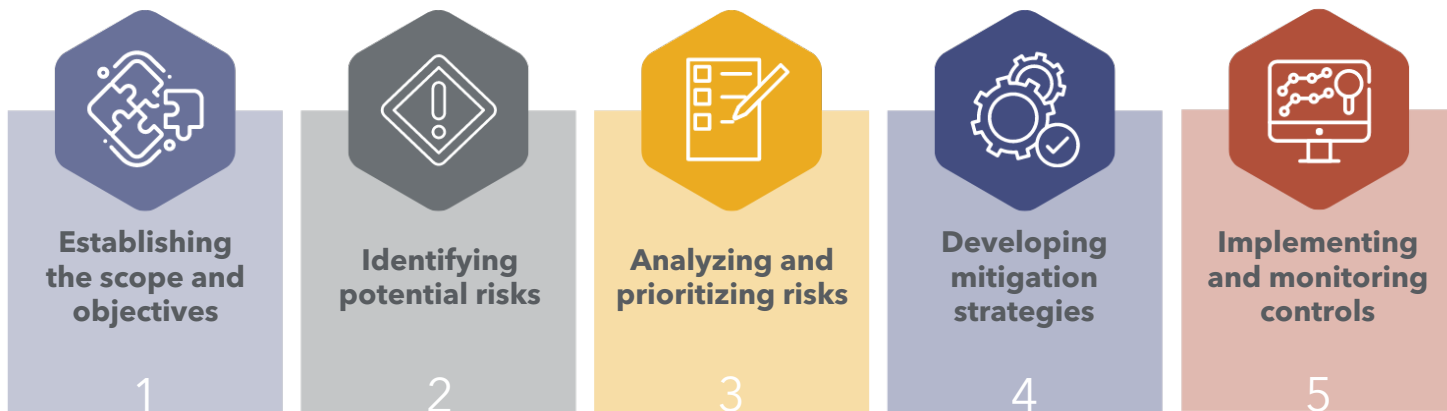 Establishing
the scope and
objectives
1
Identifying
potential risks
2
Analyzing and
prioritizing risks
3
Developing
mitigation
strategies
4
Implementing
and monitoring
controls
5